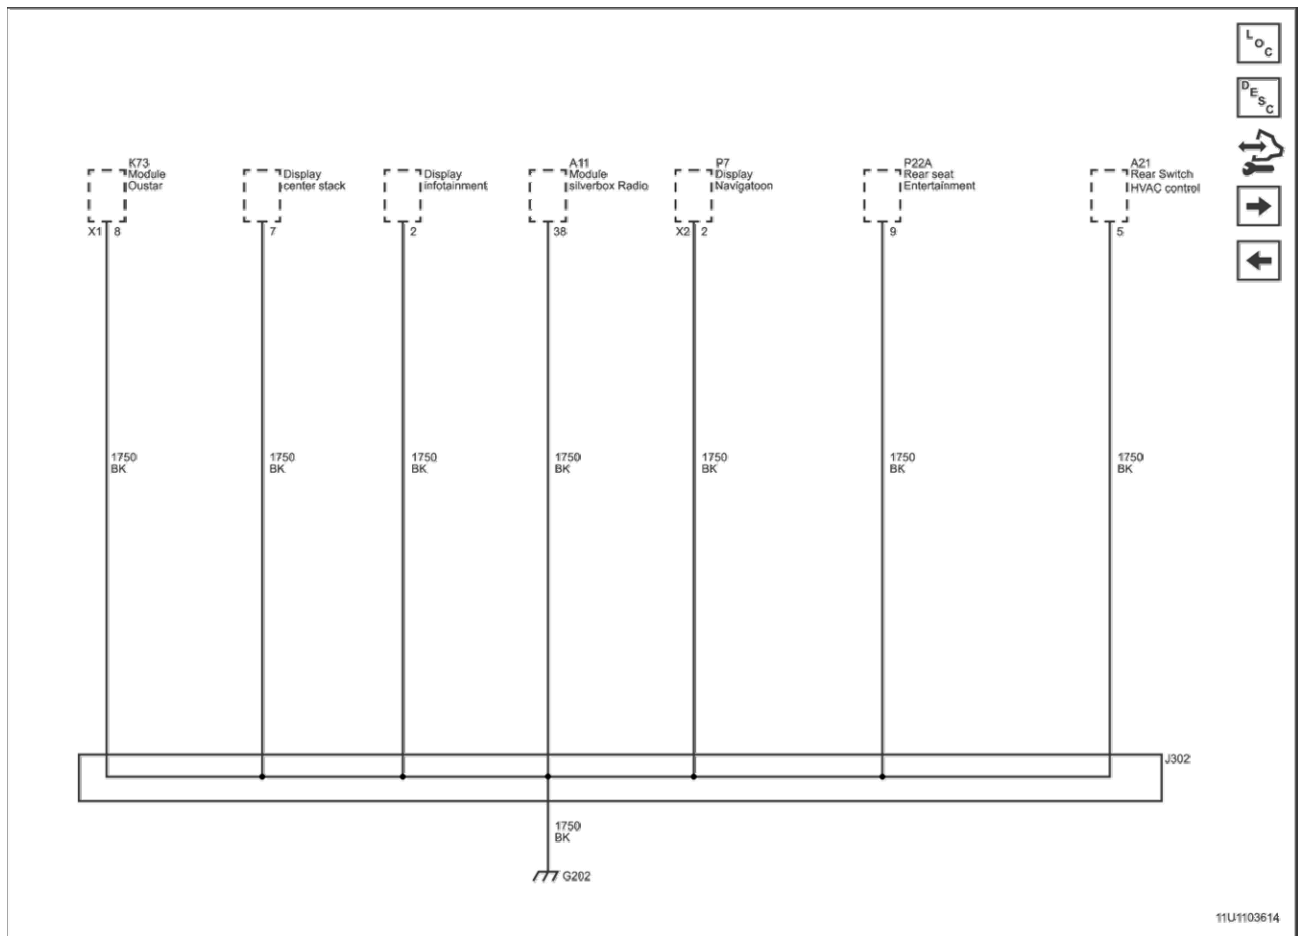 LOC
DESC
K73
Module
Oustar
X1 8
Display
center stack
7
Display
infotainment
2
A11
Module
silverbox Radio
38
P7
Display
Navigatoon
X2 2
P22A
Rear seat
Entertainment
9
A21
Rear Switch
HVAC control
5
1750
BK
1750
BK
1750
BK
1750
BK
1750
BK
1750
BK
1750
BK
J302
1750
BK
G202
11U1103614